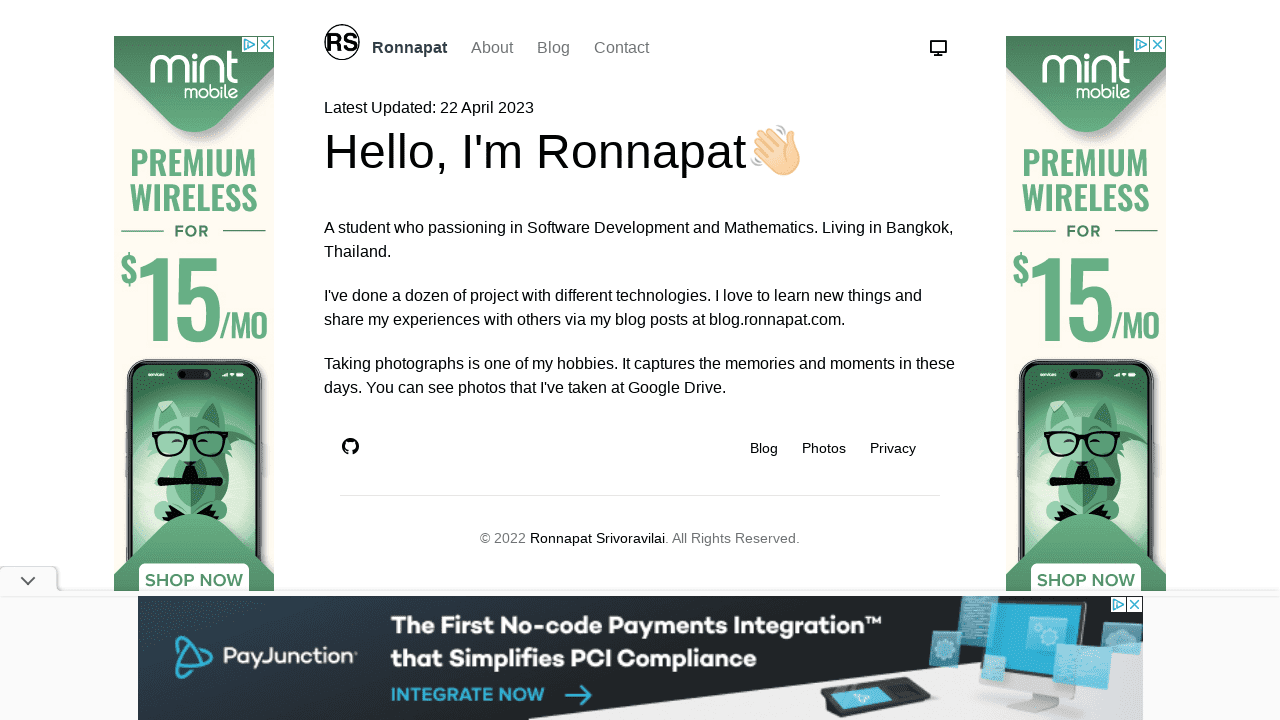 RS Ronnapat About Blog Contact
Latest Updated: 22 April 2023
Hello, I'm Ronnapat
A student who passioning in Software Development and Mathematics. Living in Bangkok,
Thailand.
I've done a dozen of project with different technologies. I love to learn new things and
share my experiences with others via my blog posts at blog.ronnapat.com.
Taking photographs is one of my hobbies. It captures the memories and moments in these
days. You can see photos that I've taken at Google Drive.
Blog Photos Privacy
© 2022 Ronnapat Srivoravilai. All Rights Reserved.
mint
mobile
PREMIUM
WIRELESS
FOR
$15/MO
SHOP NOW
mint
mobile
PREMIUM
WIRELESS
FOR
$15/MO
SHOP NOW
PayJunction
The First No-code Payments Integration™
that Simplifies PCI Compliance
INTEGRATE NOW